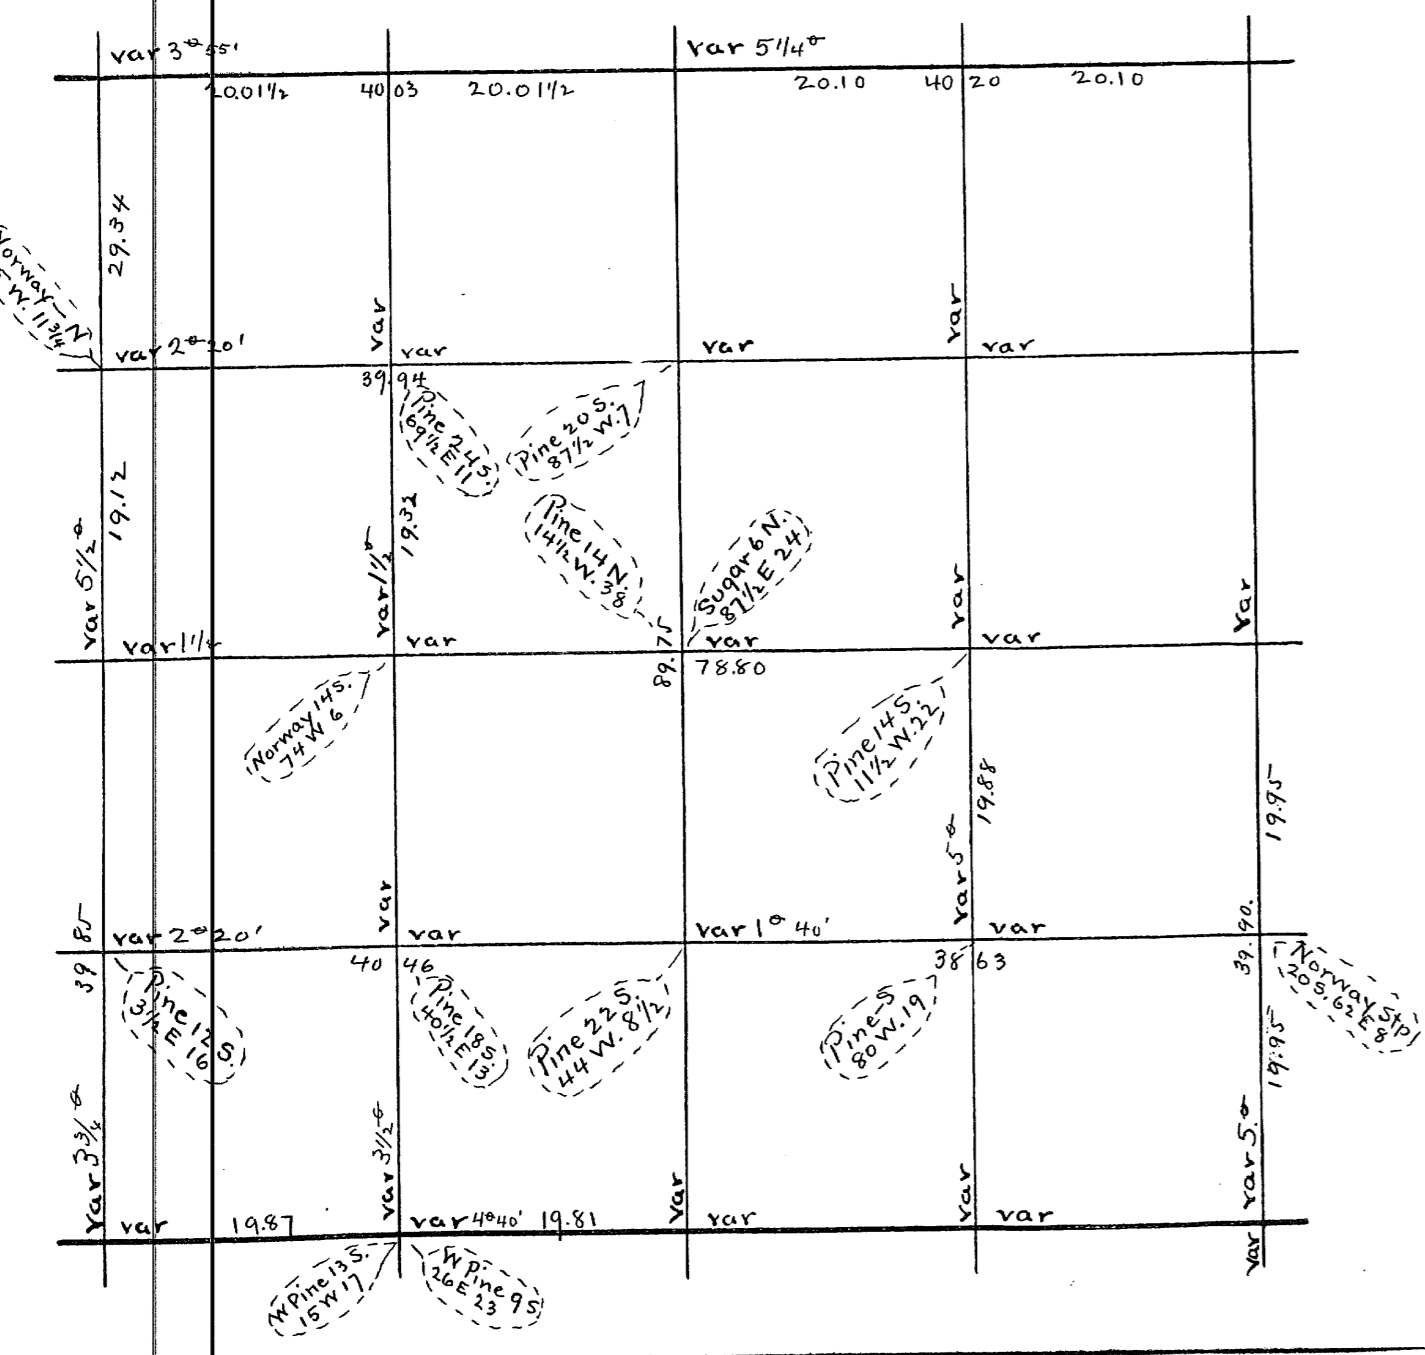 var 3° 55'
var 5 1/4°
20.01 1/2
40 03
20.01 1/2
20.10
40 20
20.10
29.34
Norway-N
W. 11 3/4
var 2° 20'
var
var
var
var
var
39.94
Pine 24 S.
69 1/2 E 11
Pine 20 S.
87 1/2 W. 7
19.12
19.32
Pine 14 N.
14 1/2 W. 38
Sugar 6 N.
87 1/2 E 24
var 5 1/2°
var 1 1/2°
var
var
var 1 1/4
var
var
var
89.75
78.80
Norway 14 S.
74 W 6
Pine 14 S.
11 1/2 W. 22
19.88
19.95
var
var 5°
39 85
39.90.
var 2° 20'
var
var 1° 40'
var
40 46
38 63
Pine 12 S.
3 1/2 E 16
Pine 18 S.
40 1/2 E 13
Pine 22 S.
44 W. 8 1/2
Pine-S
80 W. 19
Norway Stp
20 S. 62 E 8
19.95
var 3 3/4°
var 3 1/2°
var
var
var 5.°
var
19.87
var 4° 40'
19.81
var
var
var
W Pine 13 S.
15 W 17
W Pine 9 S
26 E 23